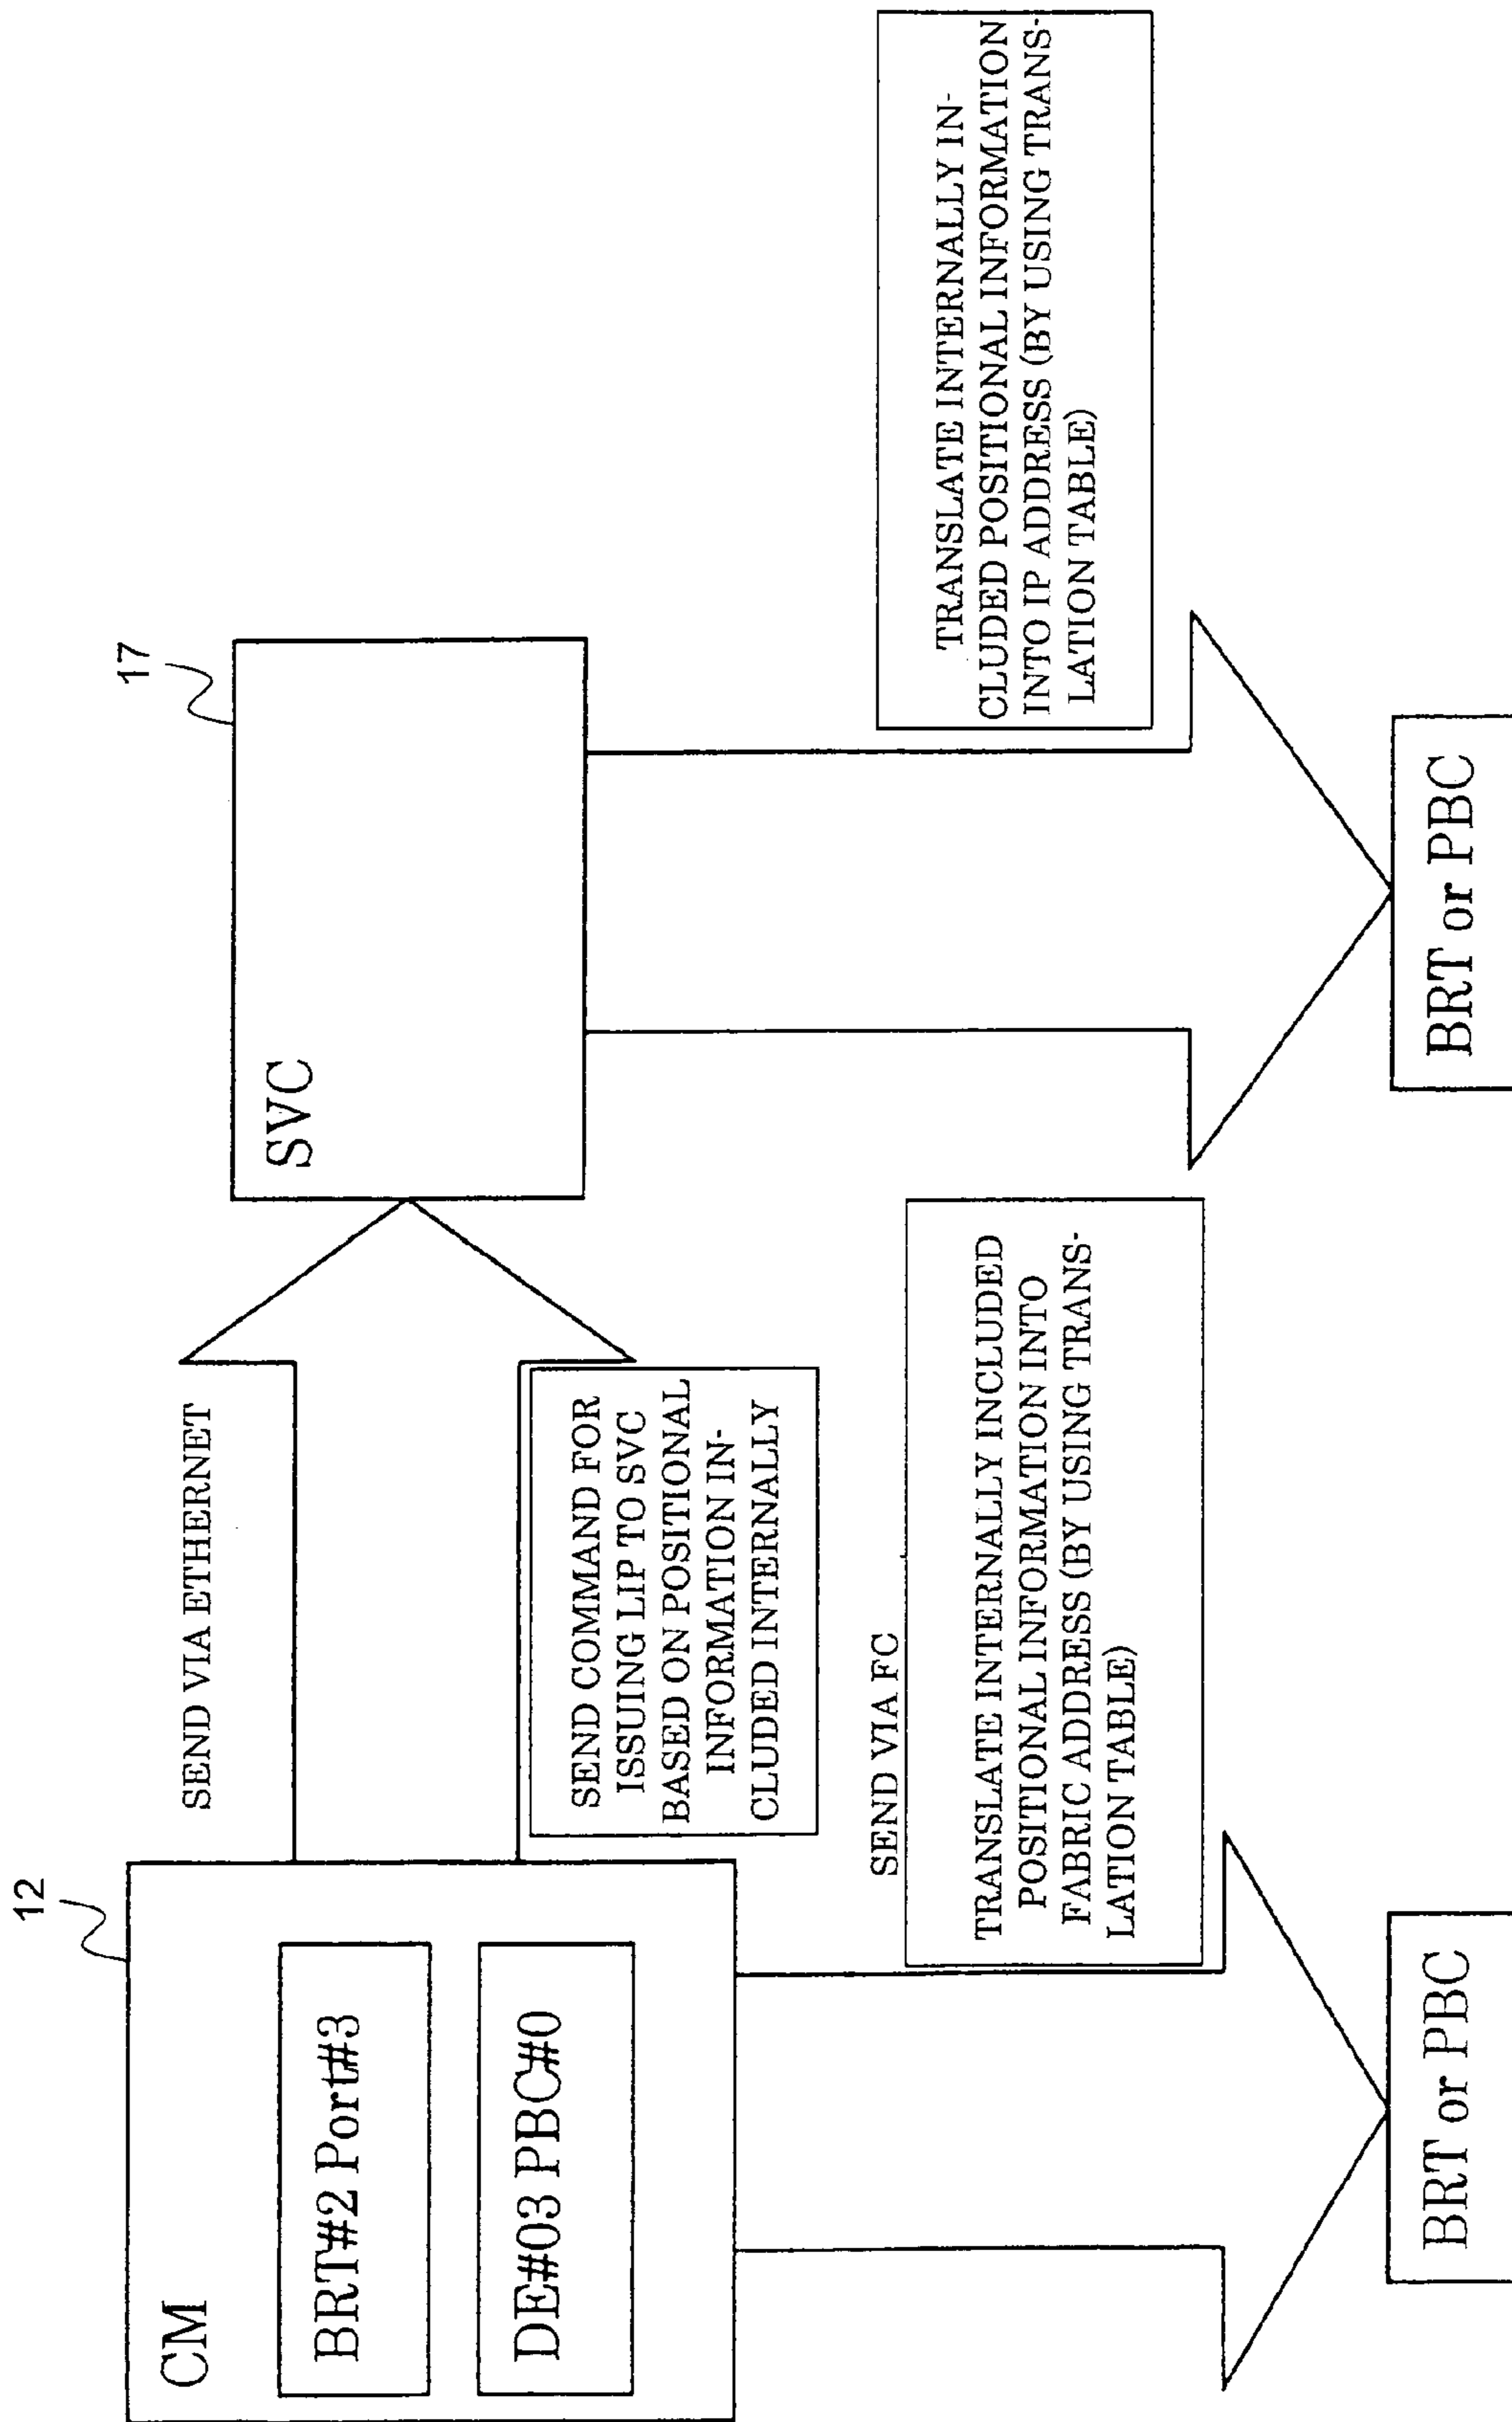 12
CM
BRT#2 Port#3
DE#03 PBC#0
SEND VIA ETHERNET
SEND COMMAND FOR
ISSUING LIP TO SVC
BASED ON POSITIONAL
INFORMATION IN-
CLUDED INTERNALLY
17
SVC
SEND VIA FC
TRANSLATE INTERNALLY INCLUDED
POSITIONAL INFORMATION INTO
FABRIC ADDRESS (BY USING TRANS-
LATION TABLE)
BRT or PBC
TRANSLATE INTERNALLY IN-
CLUDED POSITIONAL INFORMATION
INTO IP ADDRESS (BY USING TRANS-
LATION TABLE)
BRT or PBC